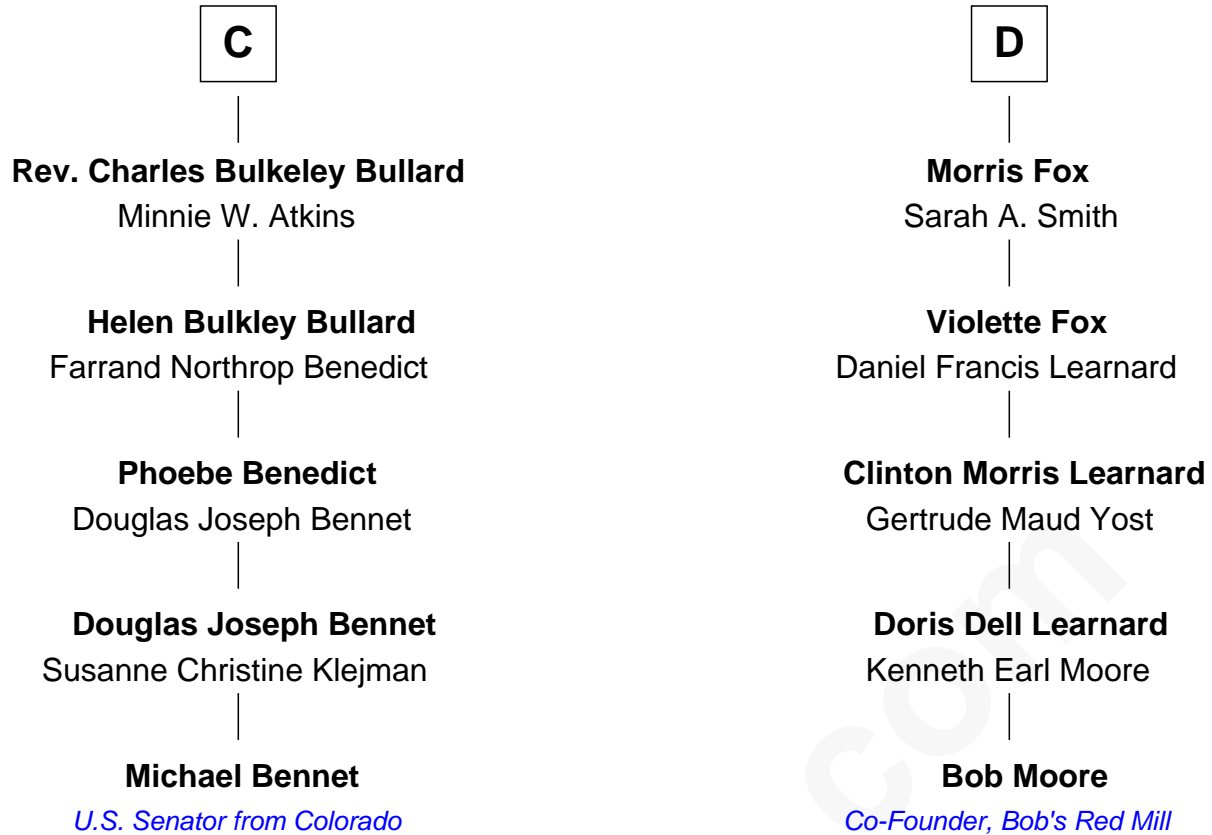 C
Rev. Charles Bulkeley Bullard
Minnie W. Atkins
Helen Bulkley Bullard
Farrand Northrop Benedict
Phoebe Benedict
Douglas Joseph Bennet
Douglas Joseph Bennet
Susanne Christine Klejman
Michael Bennet
U.S. Senator from Colorado
D
Morris Fox
Sarah A. Smith
Violette Fox
Daniel Francis Learnard
Clinton Morris Learnard
Gertrude Maud Yost
Doris Dell Learnard
Kenneth Earl Moore
Bob Moore
Co-Founder, Bob's Red Mill
com